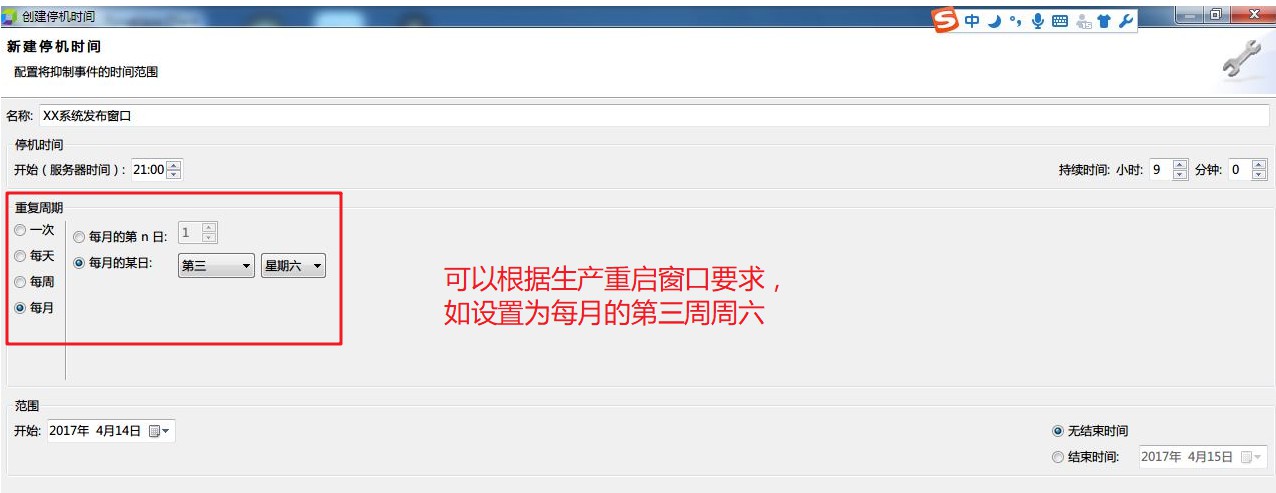 创建停机时间
中
新建停机时间
配置将抑制事件的时间范围
名称: XX系统发布窗口
停机时间
开始（服务器时间）: 21:00 持续时间: 小时: 9 分钟: 0
重复周期
一次 每月的第 n 日: 1
每天
每月的某日: 第三 星期六
每周
每月
可以根据生产重启窗口要求，
如设置为每月的第三周周六
范围
开始: 2017年 4月14日 无结束时间
结束时间: 2017年 4月15日